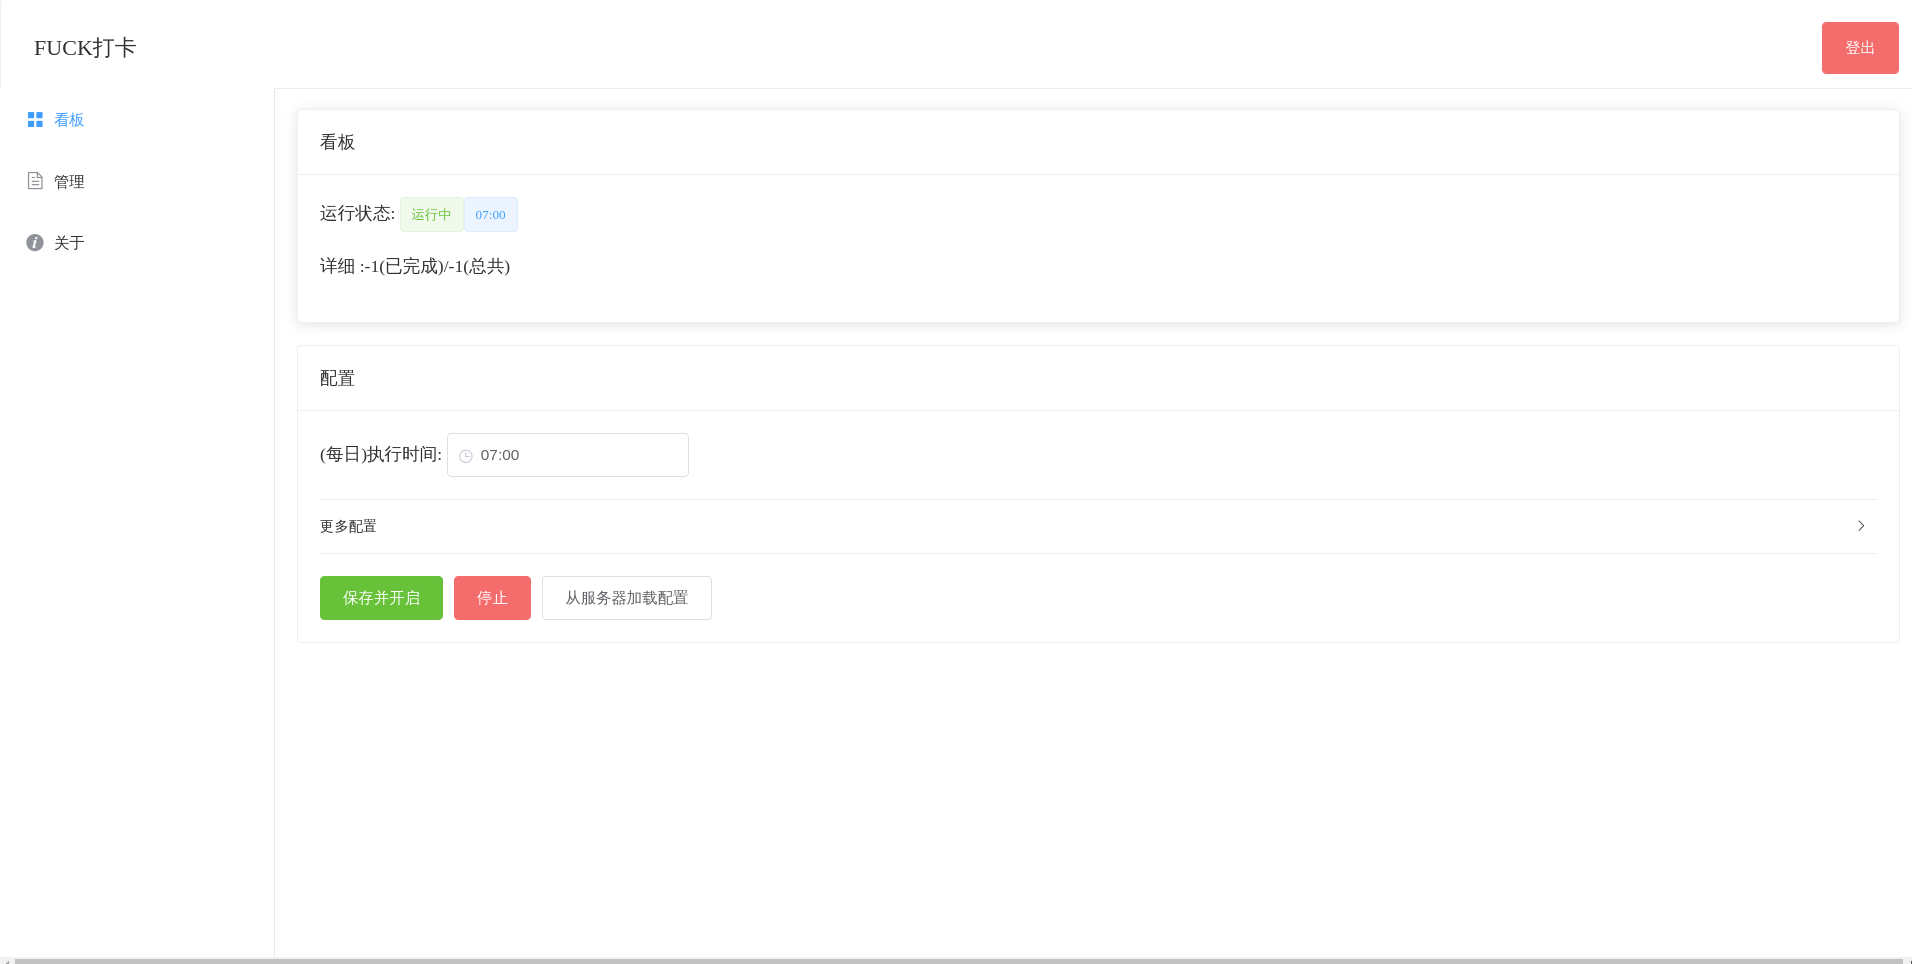 FUCK打卡
登出
看板
管理
关于
看板
运行状态: 运行中 07:00
详细 :-1(已完成)/-1(总共)
配置
(每日)执行时间: 07:00
更多配置
保存并开启 停止 从服务器加载配置